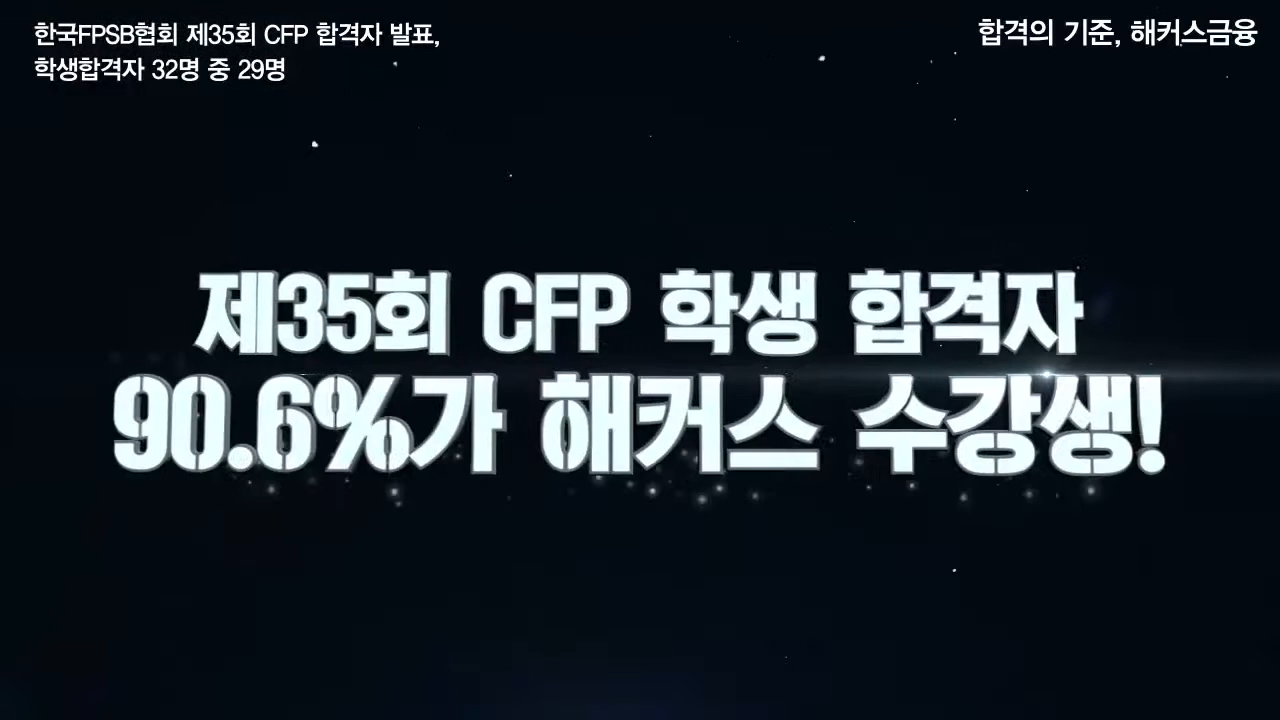 한국FPSB협회 제35회 CFP 합격자 발표,
학생합격자 32명 중 29명
합격의 기준, 해커스금융
제35회 CFP 학생 합격자
90.6%가 해커스 수강생!